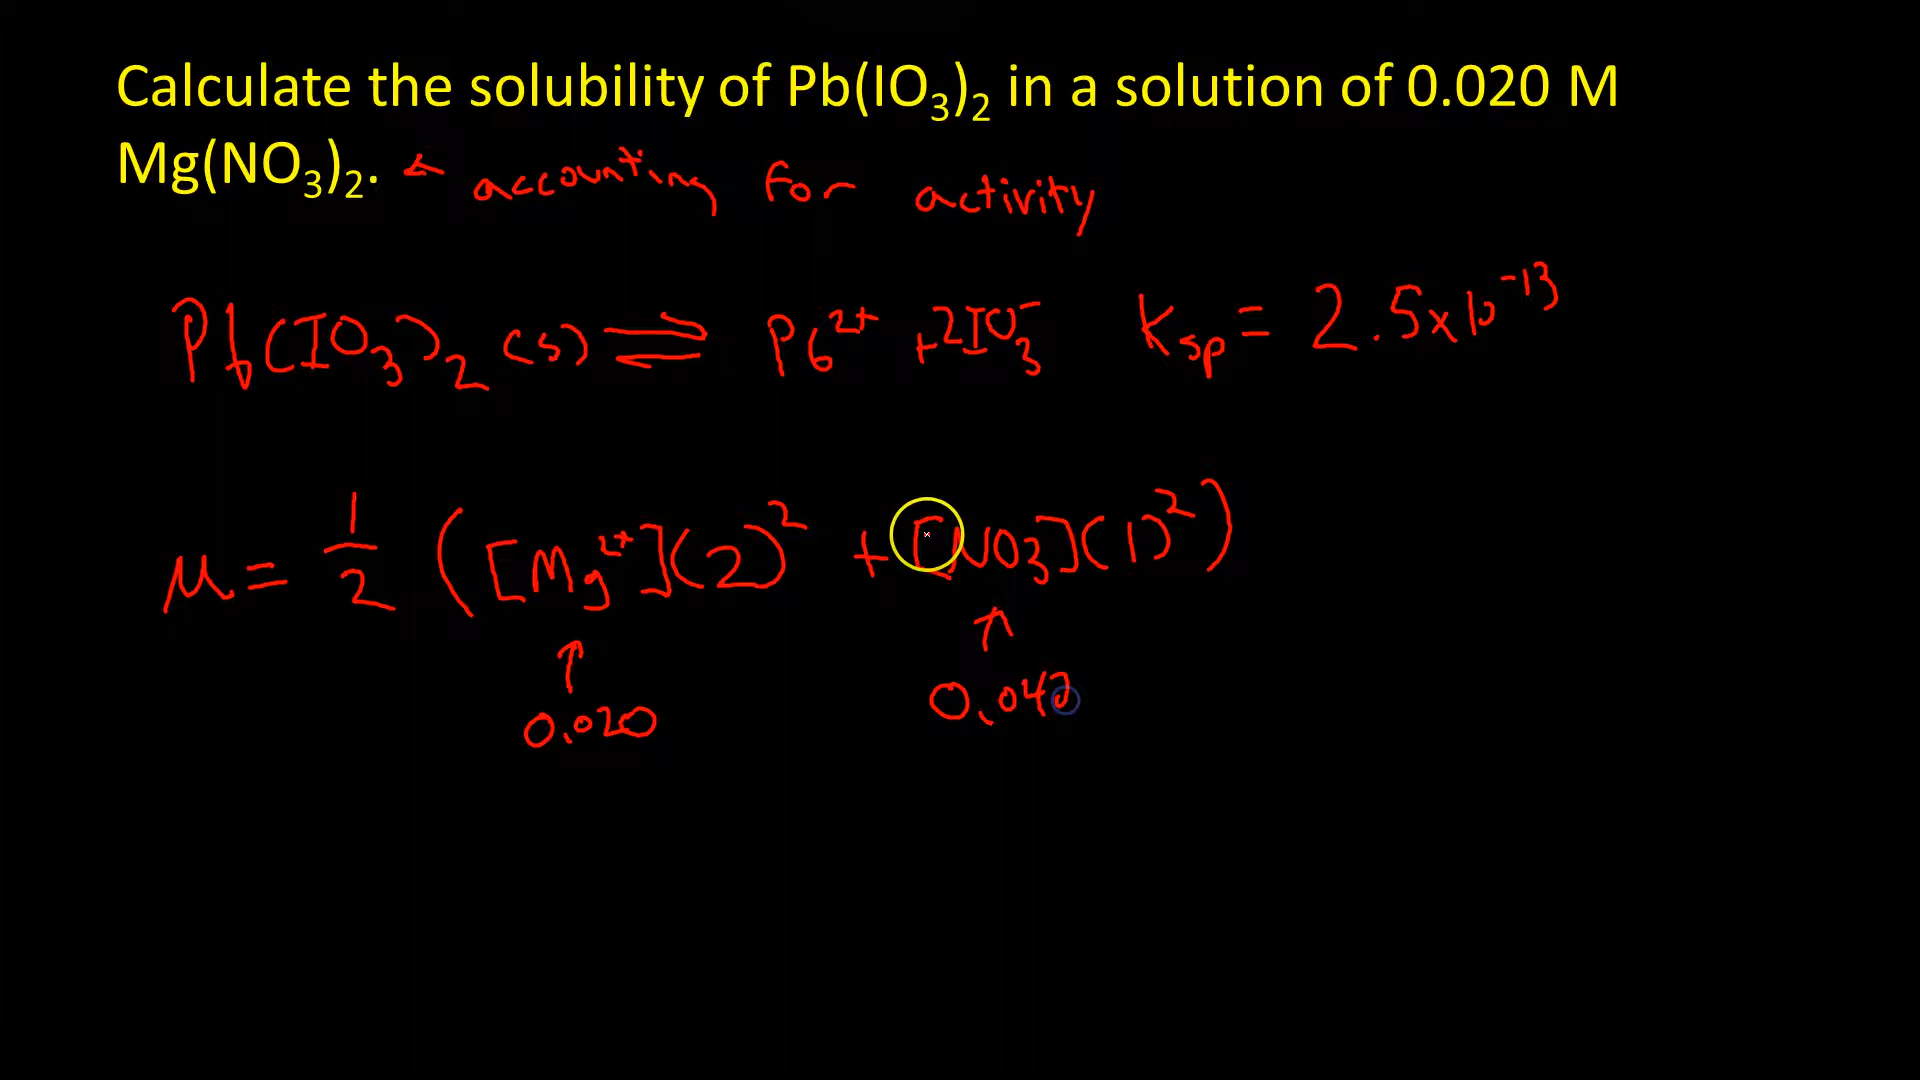 Calculate the solubility of Pb(IO₃)₂ in a solution of 0.020 M
Mg(NO₃)₂. ← accounting for activity
Pb(IO₃)₂ (s) ⇌ Pb²⁺ + 2IO₃⁻ Ksp = 2.5x10⁻¹³
μ = 1/2 ([Mg²⁺](2)² + [NO3](1)²)
↑ ↑
0.020 0.040